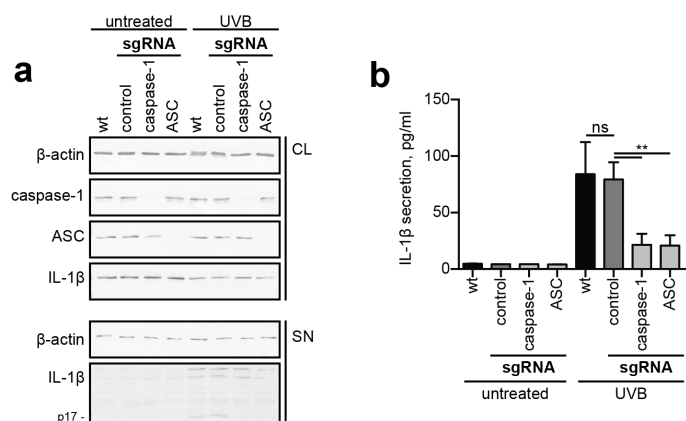 a
untreated UVB
sgRNA sgRNA
wt control caspase-1 ASC wt control caspase-1 ASC
β-actin CL
caspase-1
ASC
IL-1β
β-actin SN
IL-1β
p17 -
b
IL-1β secretion, pg/ml
150
100
50
0
ns
**
wt control caspase-1 ASC wt control caspase-1 ASC
sgRNA sgRNA
untreated UVB